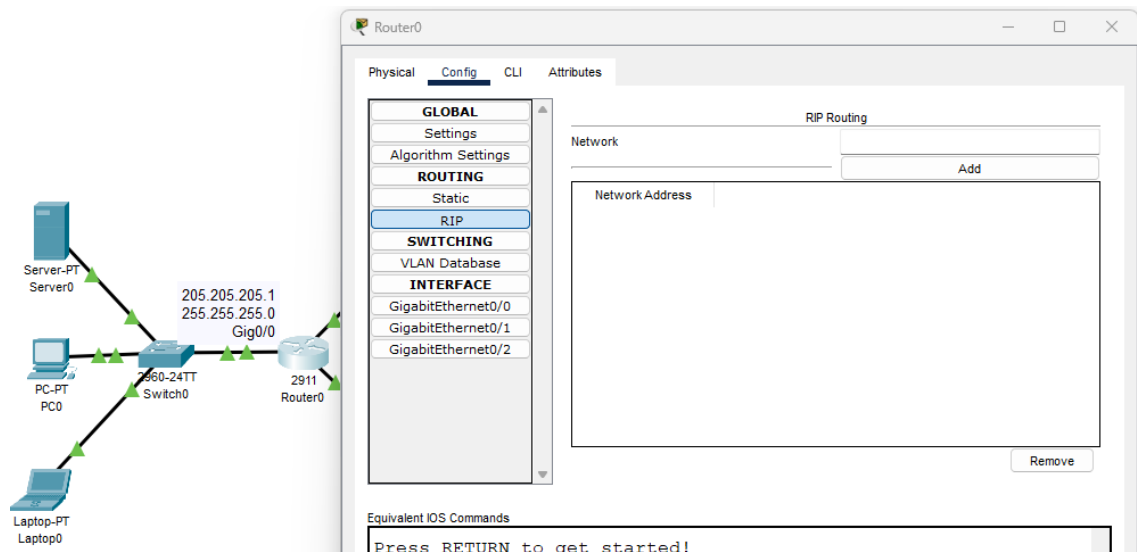 Router0
Physical Config CLI Attributes
GLOBAL
Settings
Algorithm Settings
ROUTING
Static
RIP
SWITCHING
VLAN Database
INTERFACE
GigabitEthernet0/0
GigabitEthernet0/1
GigabitEthernet0/2
RIP Routing
Network
Add
Network Address
Remove
Equivalent IOS Commands
Press RETURN to get started!
Server-PT
Server0
205.205.205.1
255.255.255.0
Gig0/0
PC-PT
PC0
2960-24TT
Switch0
2911
Router0
Laptop-PT
Laptop0